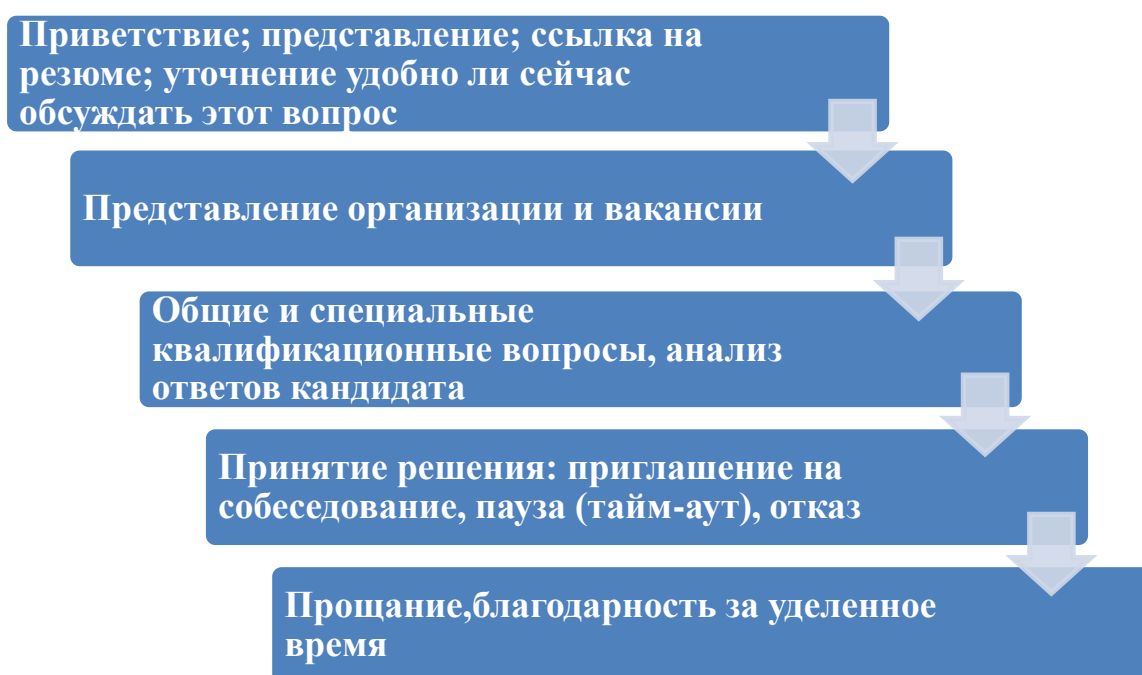 Приветствие; представление; ссылка на
резюме; уточнение удобно ли сейчас
обсуждать этот вопрос
Представление организации и вакансии
Общие и специальные
квалификационные вопросы, анализ
ответов кандидата
Принятие решения: приглашение на
собеседование, пауза (тайм-аут), отказ
Прощание,благодарность за уделенное
время